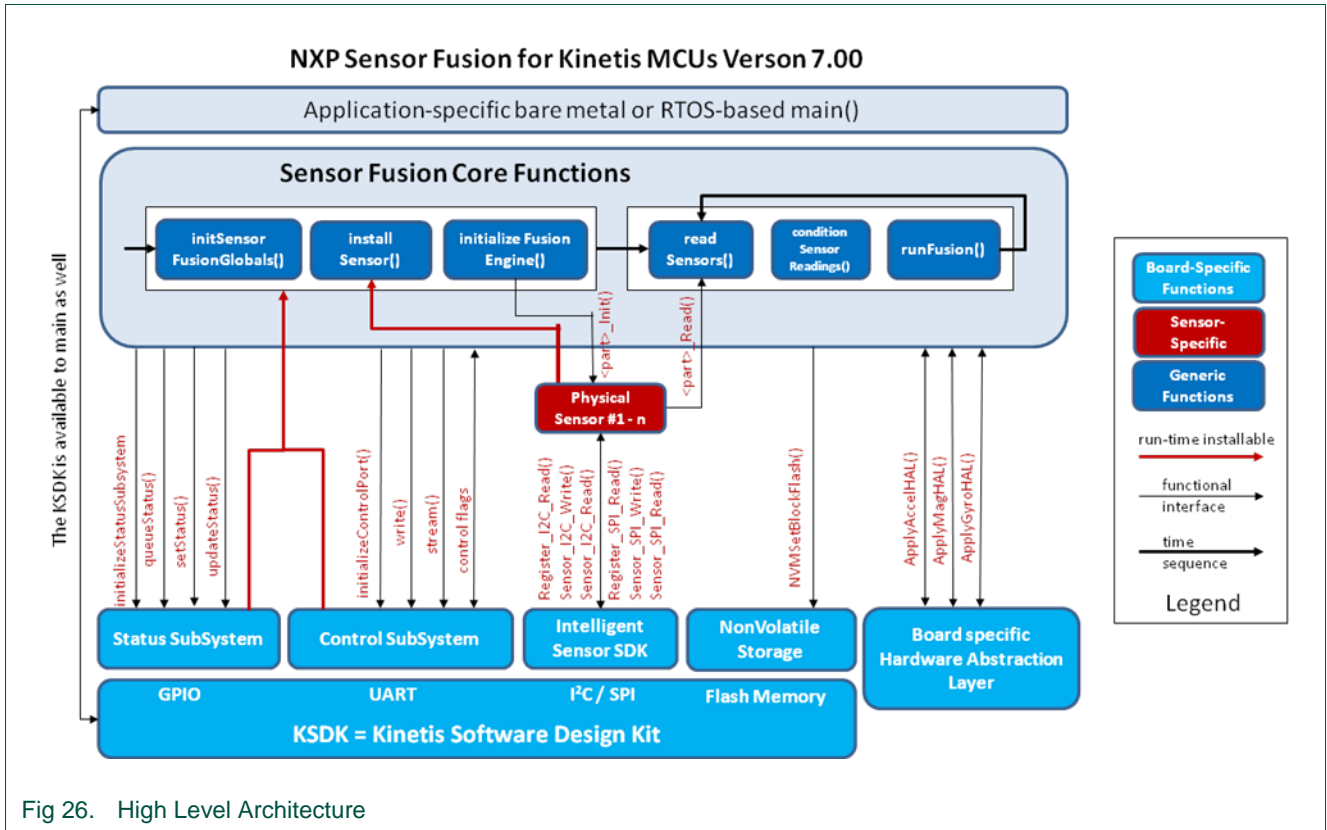 NXP Sensor Fusion for Kinetis MCUs Verson 7.00
Application-specific bare metal or RTOS-based main()
Sensor Fusion Core Functions
initSensor
FusionGlobals()
install
Sensor()
initialize Fusion
Engine()
read
Sensors()
condition
Sensor
Readings()
runFusion()
The KSDK is available to main as well
<part>_Init()
<part>_Read()
Physical
Sensor #1 - n
initializeStatusSubsystem
queueStatus()
setStatus()
updateStatus()
initializeControlPort()
write()
stream()
control flags
Register_I2C_Read()
Sensor_I2C_Write()
Sensor_I2C_Read()
Register_SPI_Read()
Sensor_SPI_Write()
Sensor_SPI_Read()
NVMSetBlockFlash()
ApplyAccelHAL()
ApplyMagHAL()
ApplyGyroHAL()
Status SubSystem
Control SubSystem
Intelligent
Sensor SDK
NonVolatile
Storage
Board specific
Hardware Abstraction
Layer
GPIO
UART
I²C / SPI
Flash Memory
KSDK = Kinetis Software Design Kit
Board-Specific
Functions
Sensor-
Specific
Generic
Functions
run-time installable
functional
interface
time
sequence
Legend
Fig 26. High Level Architecture